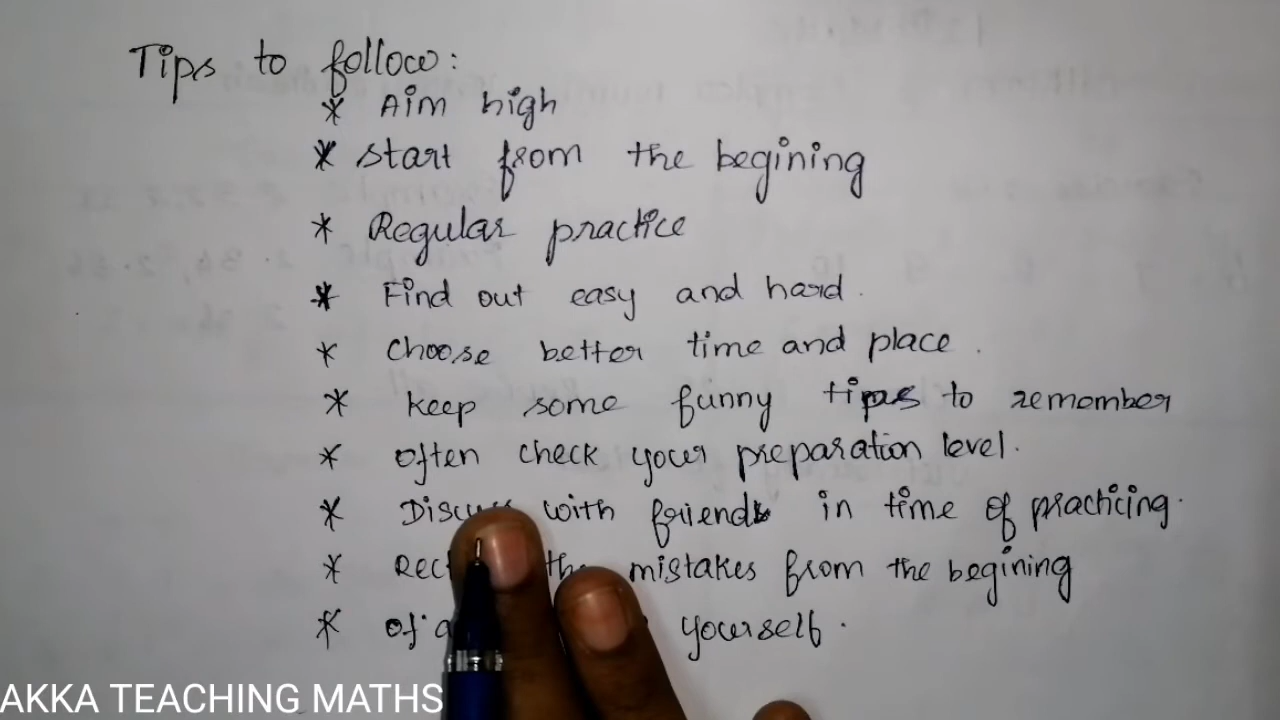 Tips to follow:
* Aim high
* start from the begining
* Regular practice
* Find out easy and hard.
* choose better time and place.
* keep some funny tips to remember
* often check your preparation level.
* Discuss with friends in time of practicing.
* the mistakes from the begining
* yourself.
AKKA TEACHING MATHS